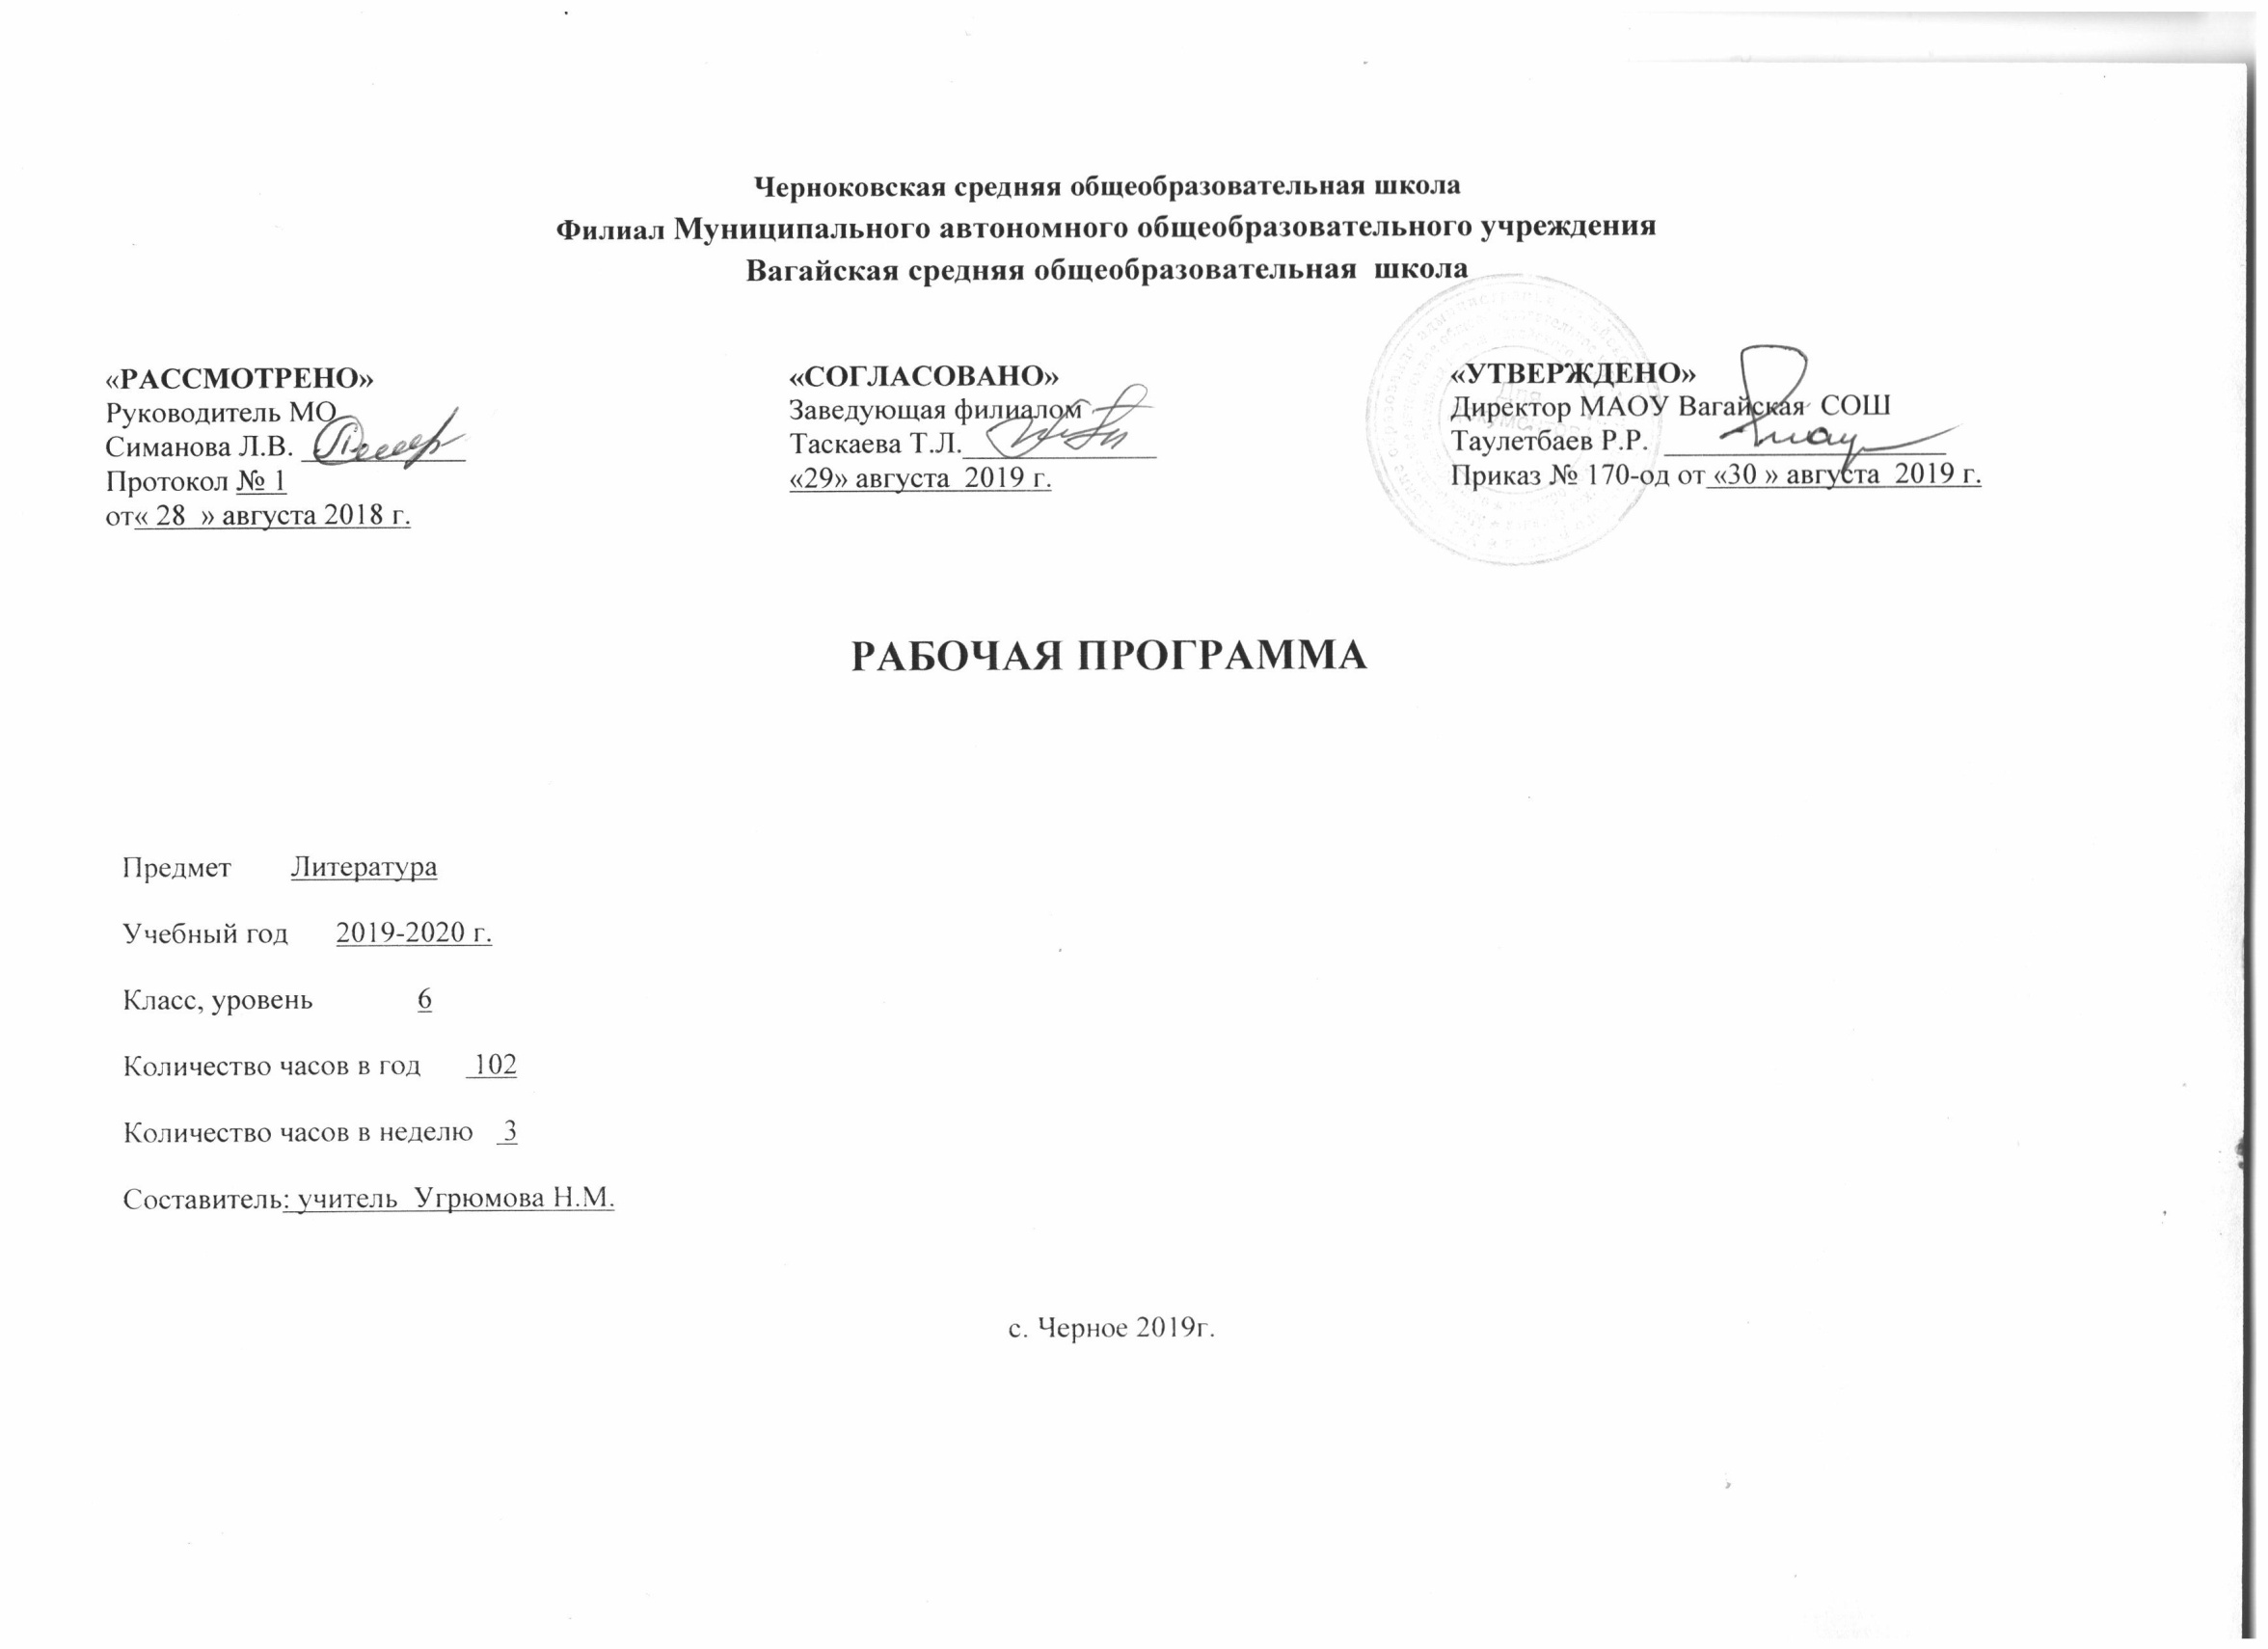 Черноковская средняя общеобразовательная школа
Филиал Муниципального автономного общеобразовательного учреждения
Вагайская средняя общеобразовательная школа
«РАССМОТРЕНО»
Руководитель МО
Симанова Л.В.
Протокол № 1
от« 28 » августа 2018 г.
«СОГЛАСОВАНО»
Заведующая филиалом
Таскаева Т.Л.
«29» августа 2019 г.
«УТВЕРЖДЕНО»
Директор МАОУ Вагайская СОШ
Таулетбаев Р.Р.
Приказ № 170-од от «30 » августа 2019 г.
Для
РАБОЧАЯ ПРОГРАММА
Предмет Литература
Учебный год 2019-2020 г.
Класс, уровень 6
Количество часов в год 102
Количество часов в неделю 3
Составитель: учитель Угрюмова Н.М.
с. Черное 2019г.